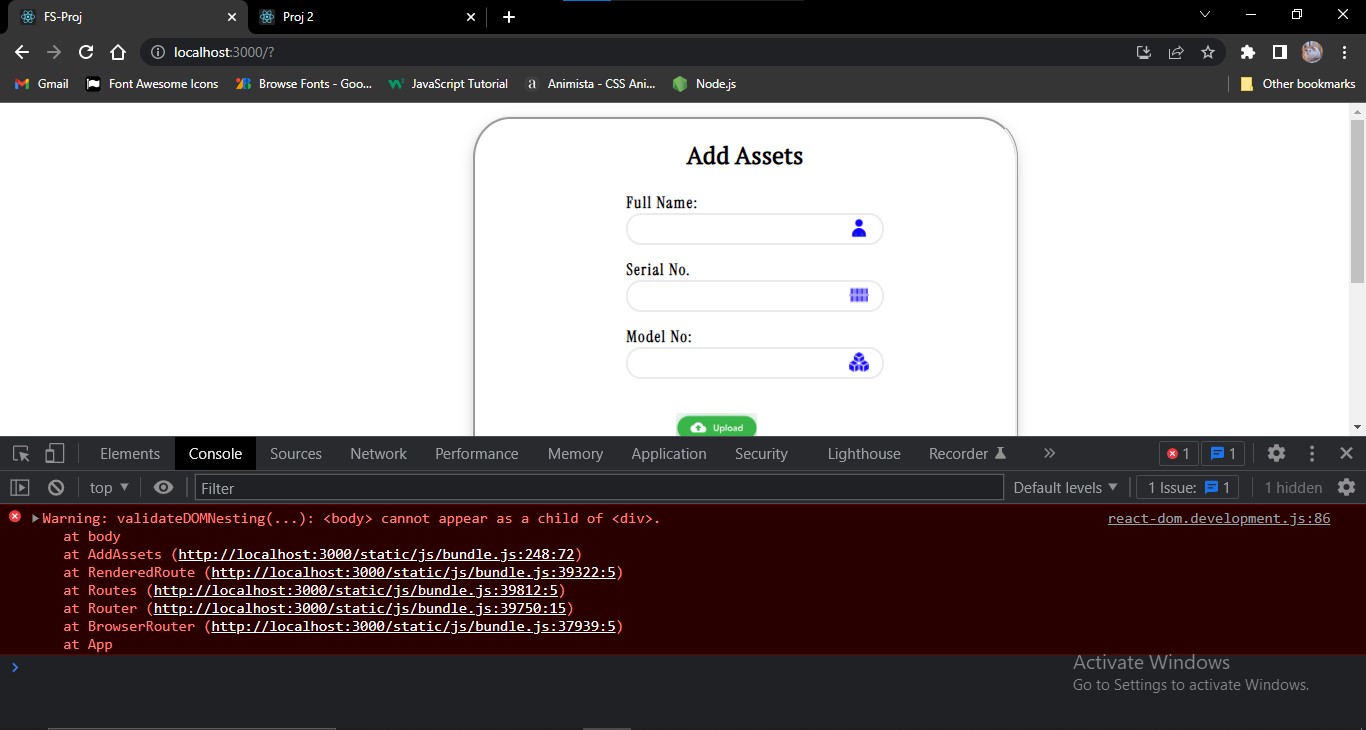 FS-Proj
Proj 2
localhost:3000/?
Gmail
Font Awesome Icons
Browse Fonts - Goo...
JavaScript Tutorial
a Animista - CSS Ani...
Node.js
Other bookmarks
Add Assets
Full Name:
Serial No.
Model No:
Upload
Elements Console Sources Network Performance Memory Application Security Lighthouse Recorder 1 1
top Filter Default levels 1 Issue: 1 1 hidden
Warning: validateDOMNesting(...): <body> cannot appear as a child of <div>. react-dom.development.js:86
at body
at AddAssets (http://localhost:3000/static/js/bundle.js:248:72)
at RenderedRoute (http://localhost:3000/static/js/bundle.js:39322:5)
at Routes (http://localhost:3000/static/js/bundle.js:39812:5)
at Router (http://localhost:3000/static/js/bundle.js:39750:15)
at BrowserRouter (http://localhost:3000/static/js/bundle.js:37939:5)
at App
Activate Windows
Go to Settings to activate Windows.